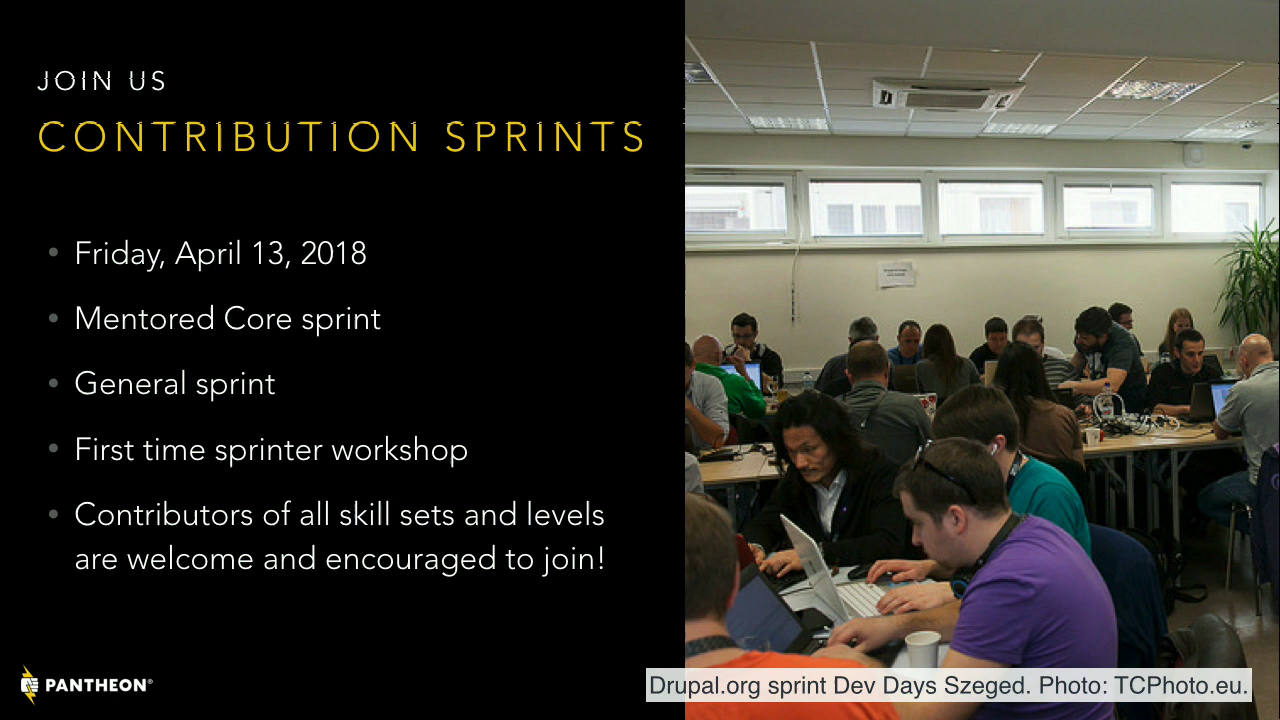 JOIN US
CONTRIBUTION SPRINTS
• Friday, April 13, 2018
• Mentored Core sprint
• General sprint
• First time sprinter workshop
• Contributors of all skill sets and levels
are welcome and encouraged to join!
PANTHEON®
Drupal.org sprint Dev Days Szeged. Photo: TCPhoto.eu.